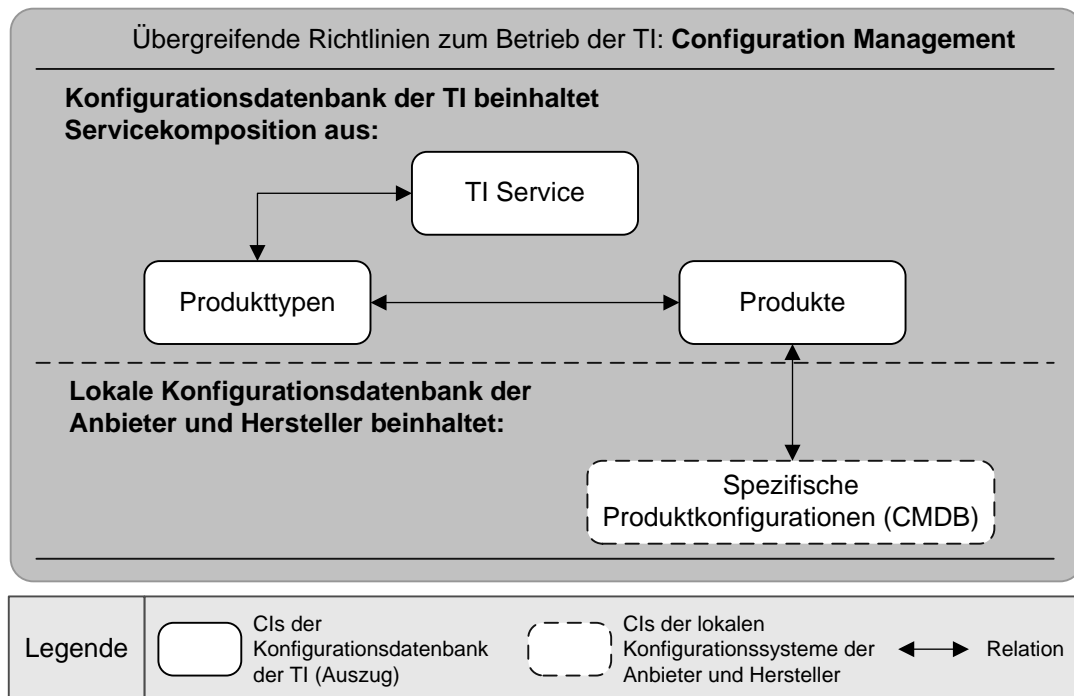 Übergreifende Richtlinien zum Betrieb der TI: Configuration Management
Konfigurationsdatenbank der TI beinhaltet
Servicekomposition aus:
TI Service
Produkttypen
Produkte
Lokale Konfigurationsdatenbank der
Anbieter und Hersteller beinhaltet:
Spezifische
Produktkonfigurationen (CMDB)
Legende
CIs der
Konfigurationsdatenbank
der TI (Auszug)
CIs der lokalen
Konfigurationssysteme der
Anbieter und Hersteller
Relation